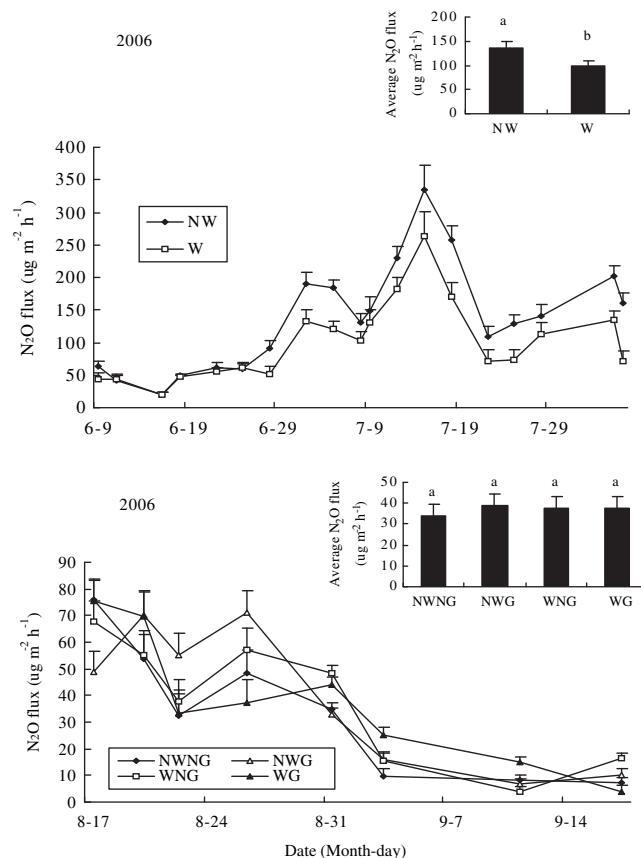 2006
Average N₂O flux
(ug m⁻² h⁻¹)
200
150
100
50
0
a
b
NW
W
N₂O flux (ug m⁻² h⁻¹)
400
350
300
250
200
150
100
50
0
NW
W
6-9
6-19
6-29
7-9
7-19
7-29
2006
Average N₂O flux
(ug m⁻²h⁻¹)
50
40
30
20
10
0
a
a
a
a
NWNG
NWG
WNG
WG
N₂O flux (ug m⁻² h⁻¹)
90
80
70
60
50
40
30
20
10
0
NWNG
NWG
WNG
WG
8-17
8-24
8-31
9-7
9-14
Date (Month-day)